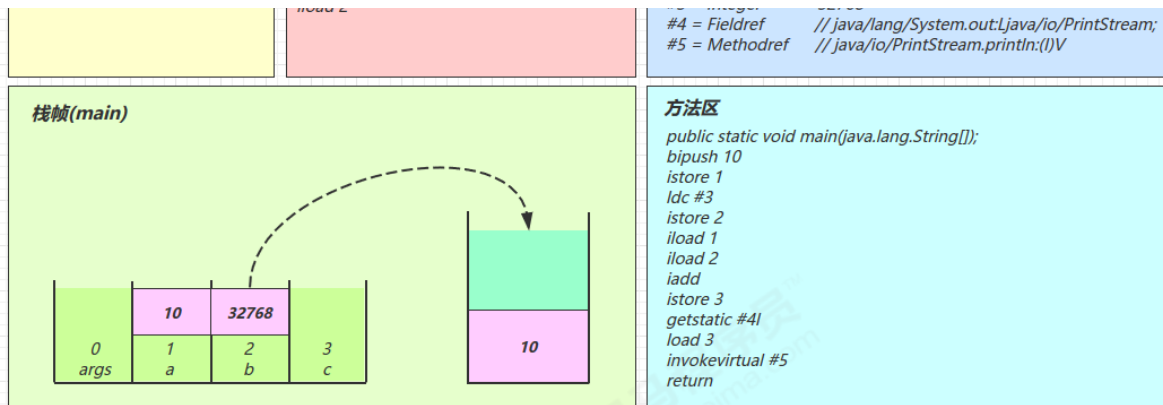 iload 2
#4 = Fieldref // java/lang/System.out:Ljava/io/PrintStream;
#5 = Methodref // java/io/PrintStream.println:(I)V
栈帧(main)
10
32768
0
1
2
3
args
a
b
c
10
方法区
public static void main(java.lang.String[]);
bipush 10
istore 1
ldc #3
istore 2
iload 1
iload 2
iadd
istore 3
getstatic #4l
load 3
invokevirtual #5
return